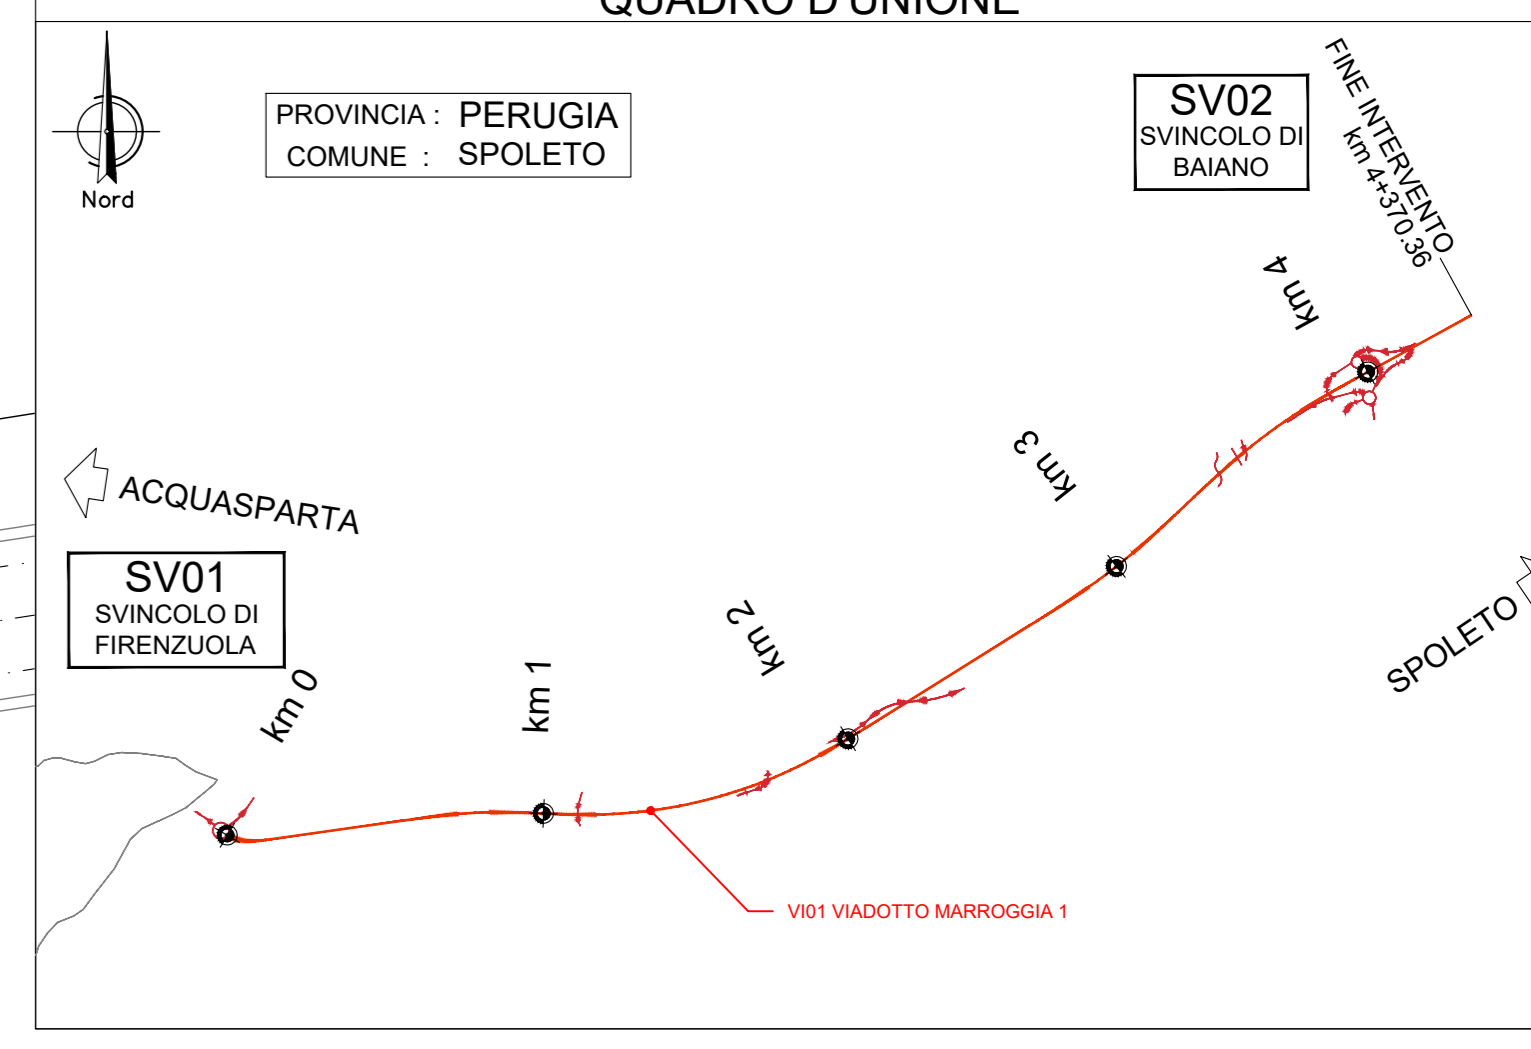 QUADRO D'UNIONE
Nord
PROVINCIA : PERUGIA
COMUNE : SPOLETO
SV02
SVINCOLO DI
BAIANO
FINE INTERVENTO
km 4+370.36
km 4
km 3
ACQUASPARTA
SV01
SVINCOLO DI
FIRENZUOLA
km 0
km 1
km 2
SPOLETO
VI01 VIADOTTO MARROGGIA 1